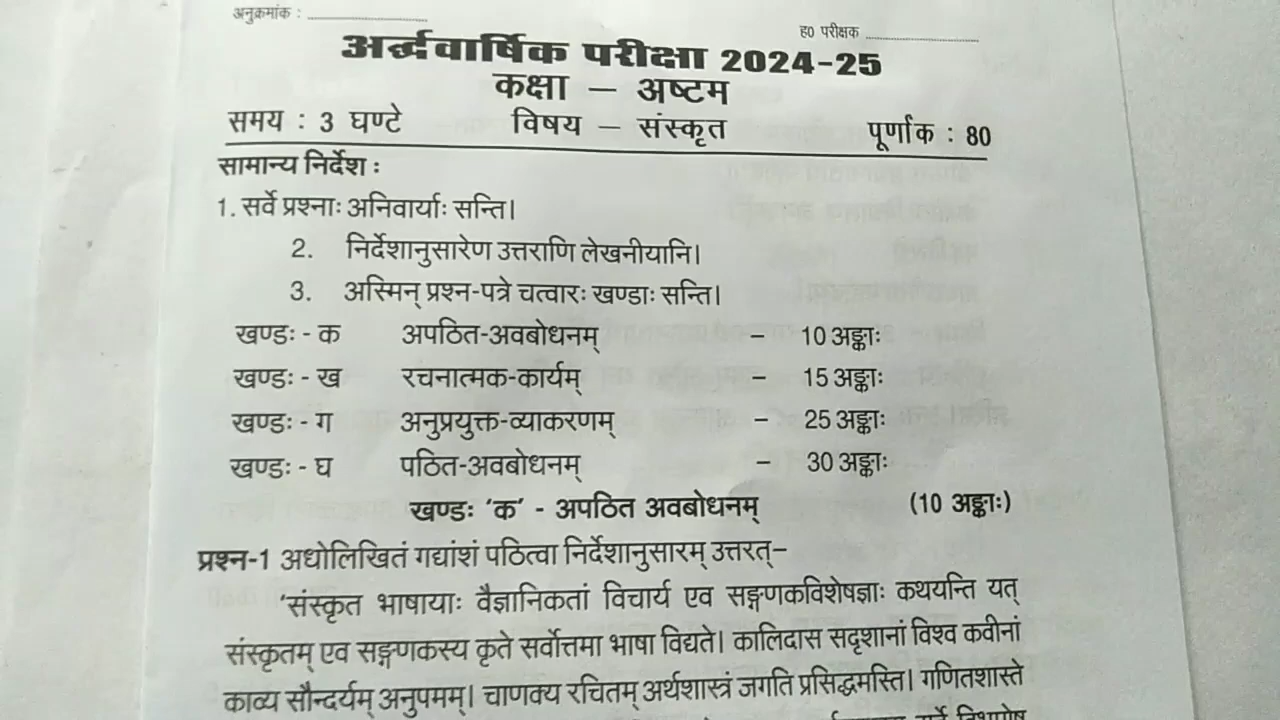 अनुक्रमांक : ____________
ह0 परीक्षक ____________
अर्द्धवार्षिक परीक्षा 2024-25
कक्षा – अष्टम
समय : 3 घण्टे विषय – संस्कृत पूर्णांक : 80
सामान्य निर्देश :
1. सर्वे प्रश्नाः अनिवार्याः सन्ति।
2. निर्देशानुसारेण उत्तराणि लेखनीयानि।
3. अस्मिन् प्रश्न-पत्रे चत्वारः खण्डाः सन्ति।
खण्डः - क अपठित-अवबोधनम् – 10 अङ्काः
खण्डः - ख रचनात्मक-कार्यम् – 15 अङ्काः
खण्डः - ग अनुप्रयुक्त-व्याकरणम् – 25 अङ्काः
खण्डः - घ पठित-अवबोधनम् – 30 अङ्काः
खण्डः ‘क’ - अपठित अवबोधनम् (10 अङ्काः)
प्रश्न-1 अधोलिखितं गद्यांशं पठित्वा निर्देशानुसारम् उत्तरत्–
‘संस्कृत भाषायाः वैज्ञानिकतां विचार्य एव सङ्गणकविशेषज्ञाः कथयन्ति यत्
संस्कृतम् एव सङ्गणकस्य कृते सर्वोत्तमा भाषा विद्यते। कालिदास सदृशानां विश्व कवीनां
काव्य सौन्दर्यम् अनुपमम्। चाणक्य रचितम् अर्थशास्त्रं जगति प्रसिद्धमस्ति। गणितशास्ते